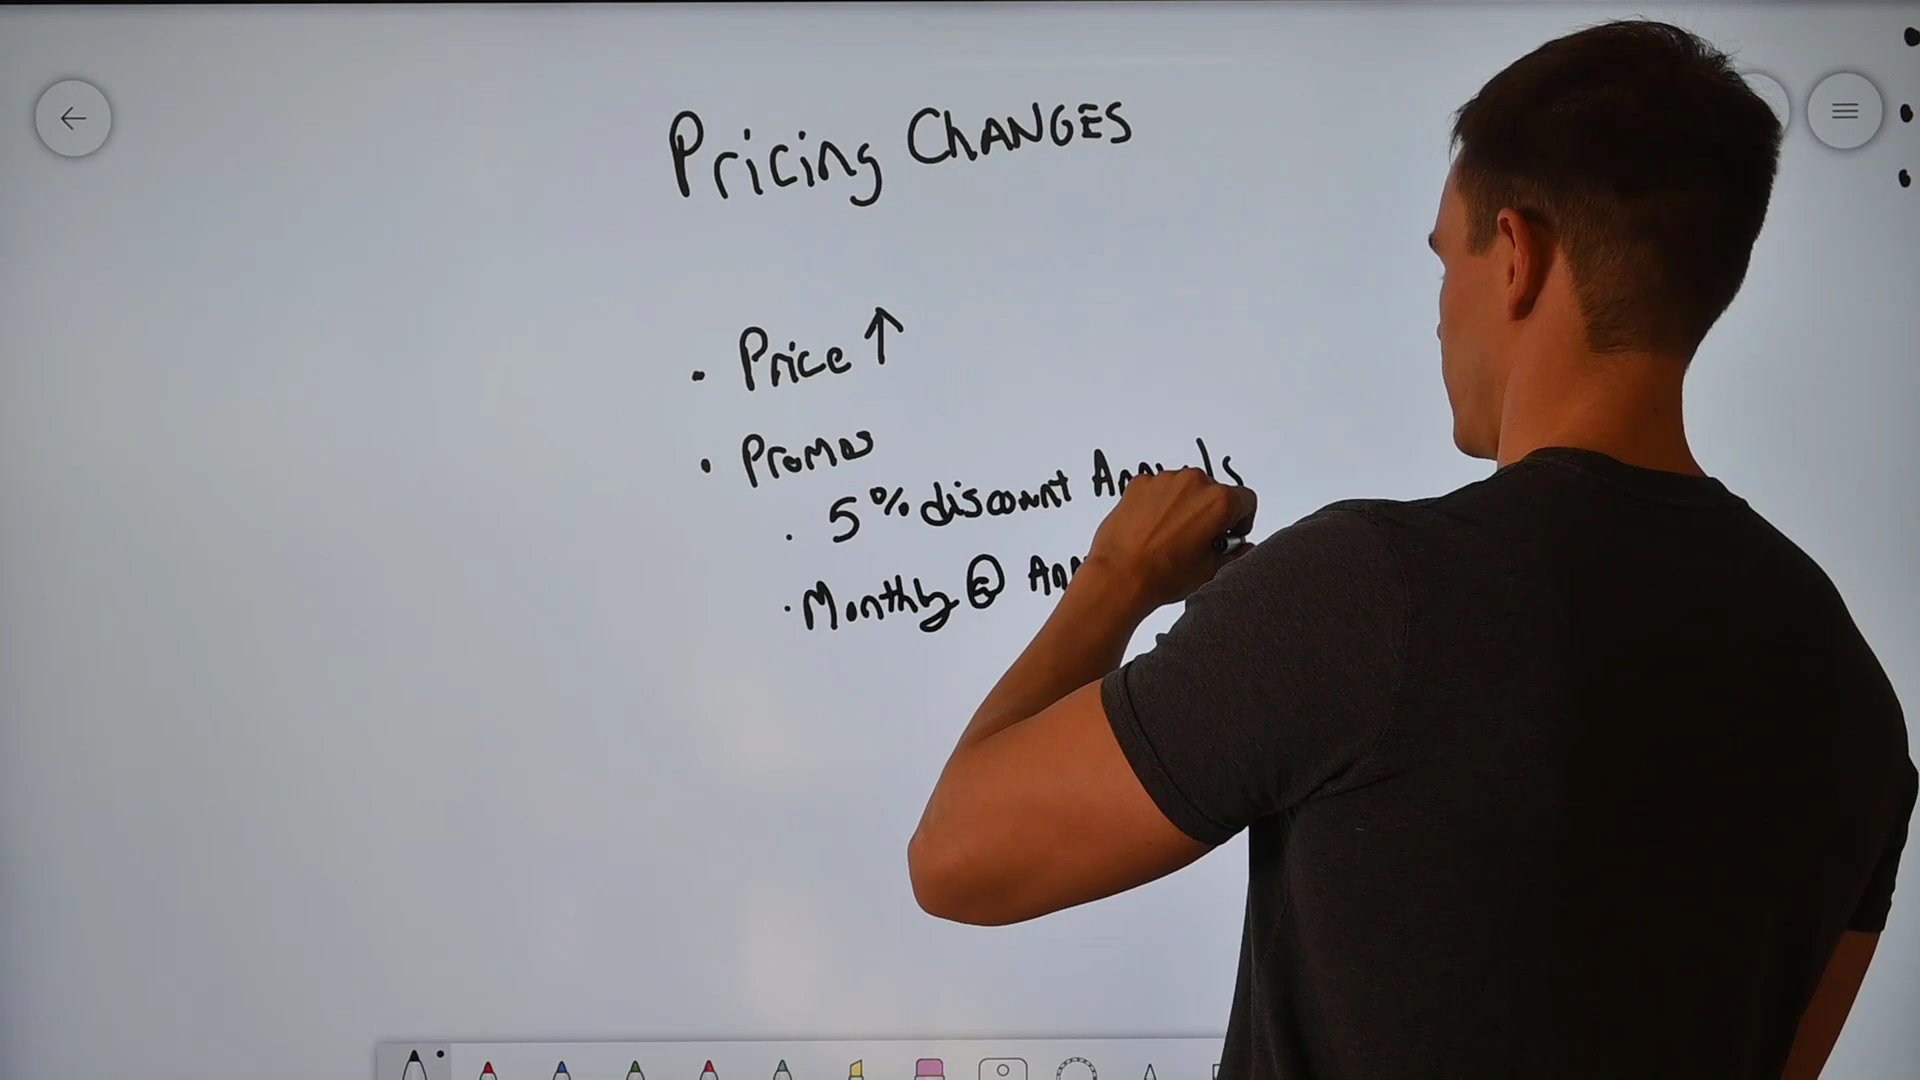 Pricing ChANGES
• Price ↑
• Promos
• 5% discount
• Monthly @